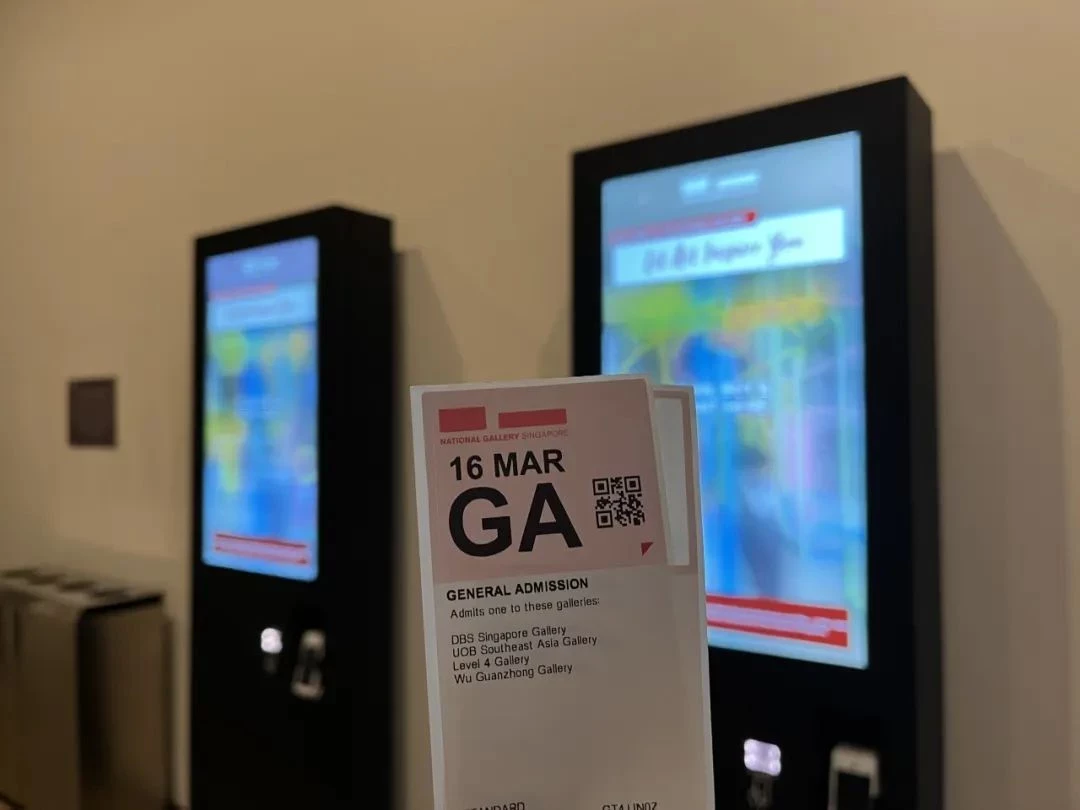 NATIONAL GALLERY SINGAPORE
16 MAR
GA
GENERAL ADMISSION
Admits one to these galleries:
DBS Singapore Gallery
UOB Southeast Asia Gallery
Level 4 Gallery
Wu Guanzhong Gallery